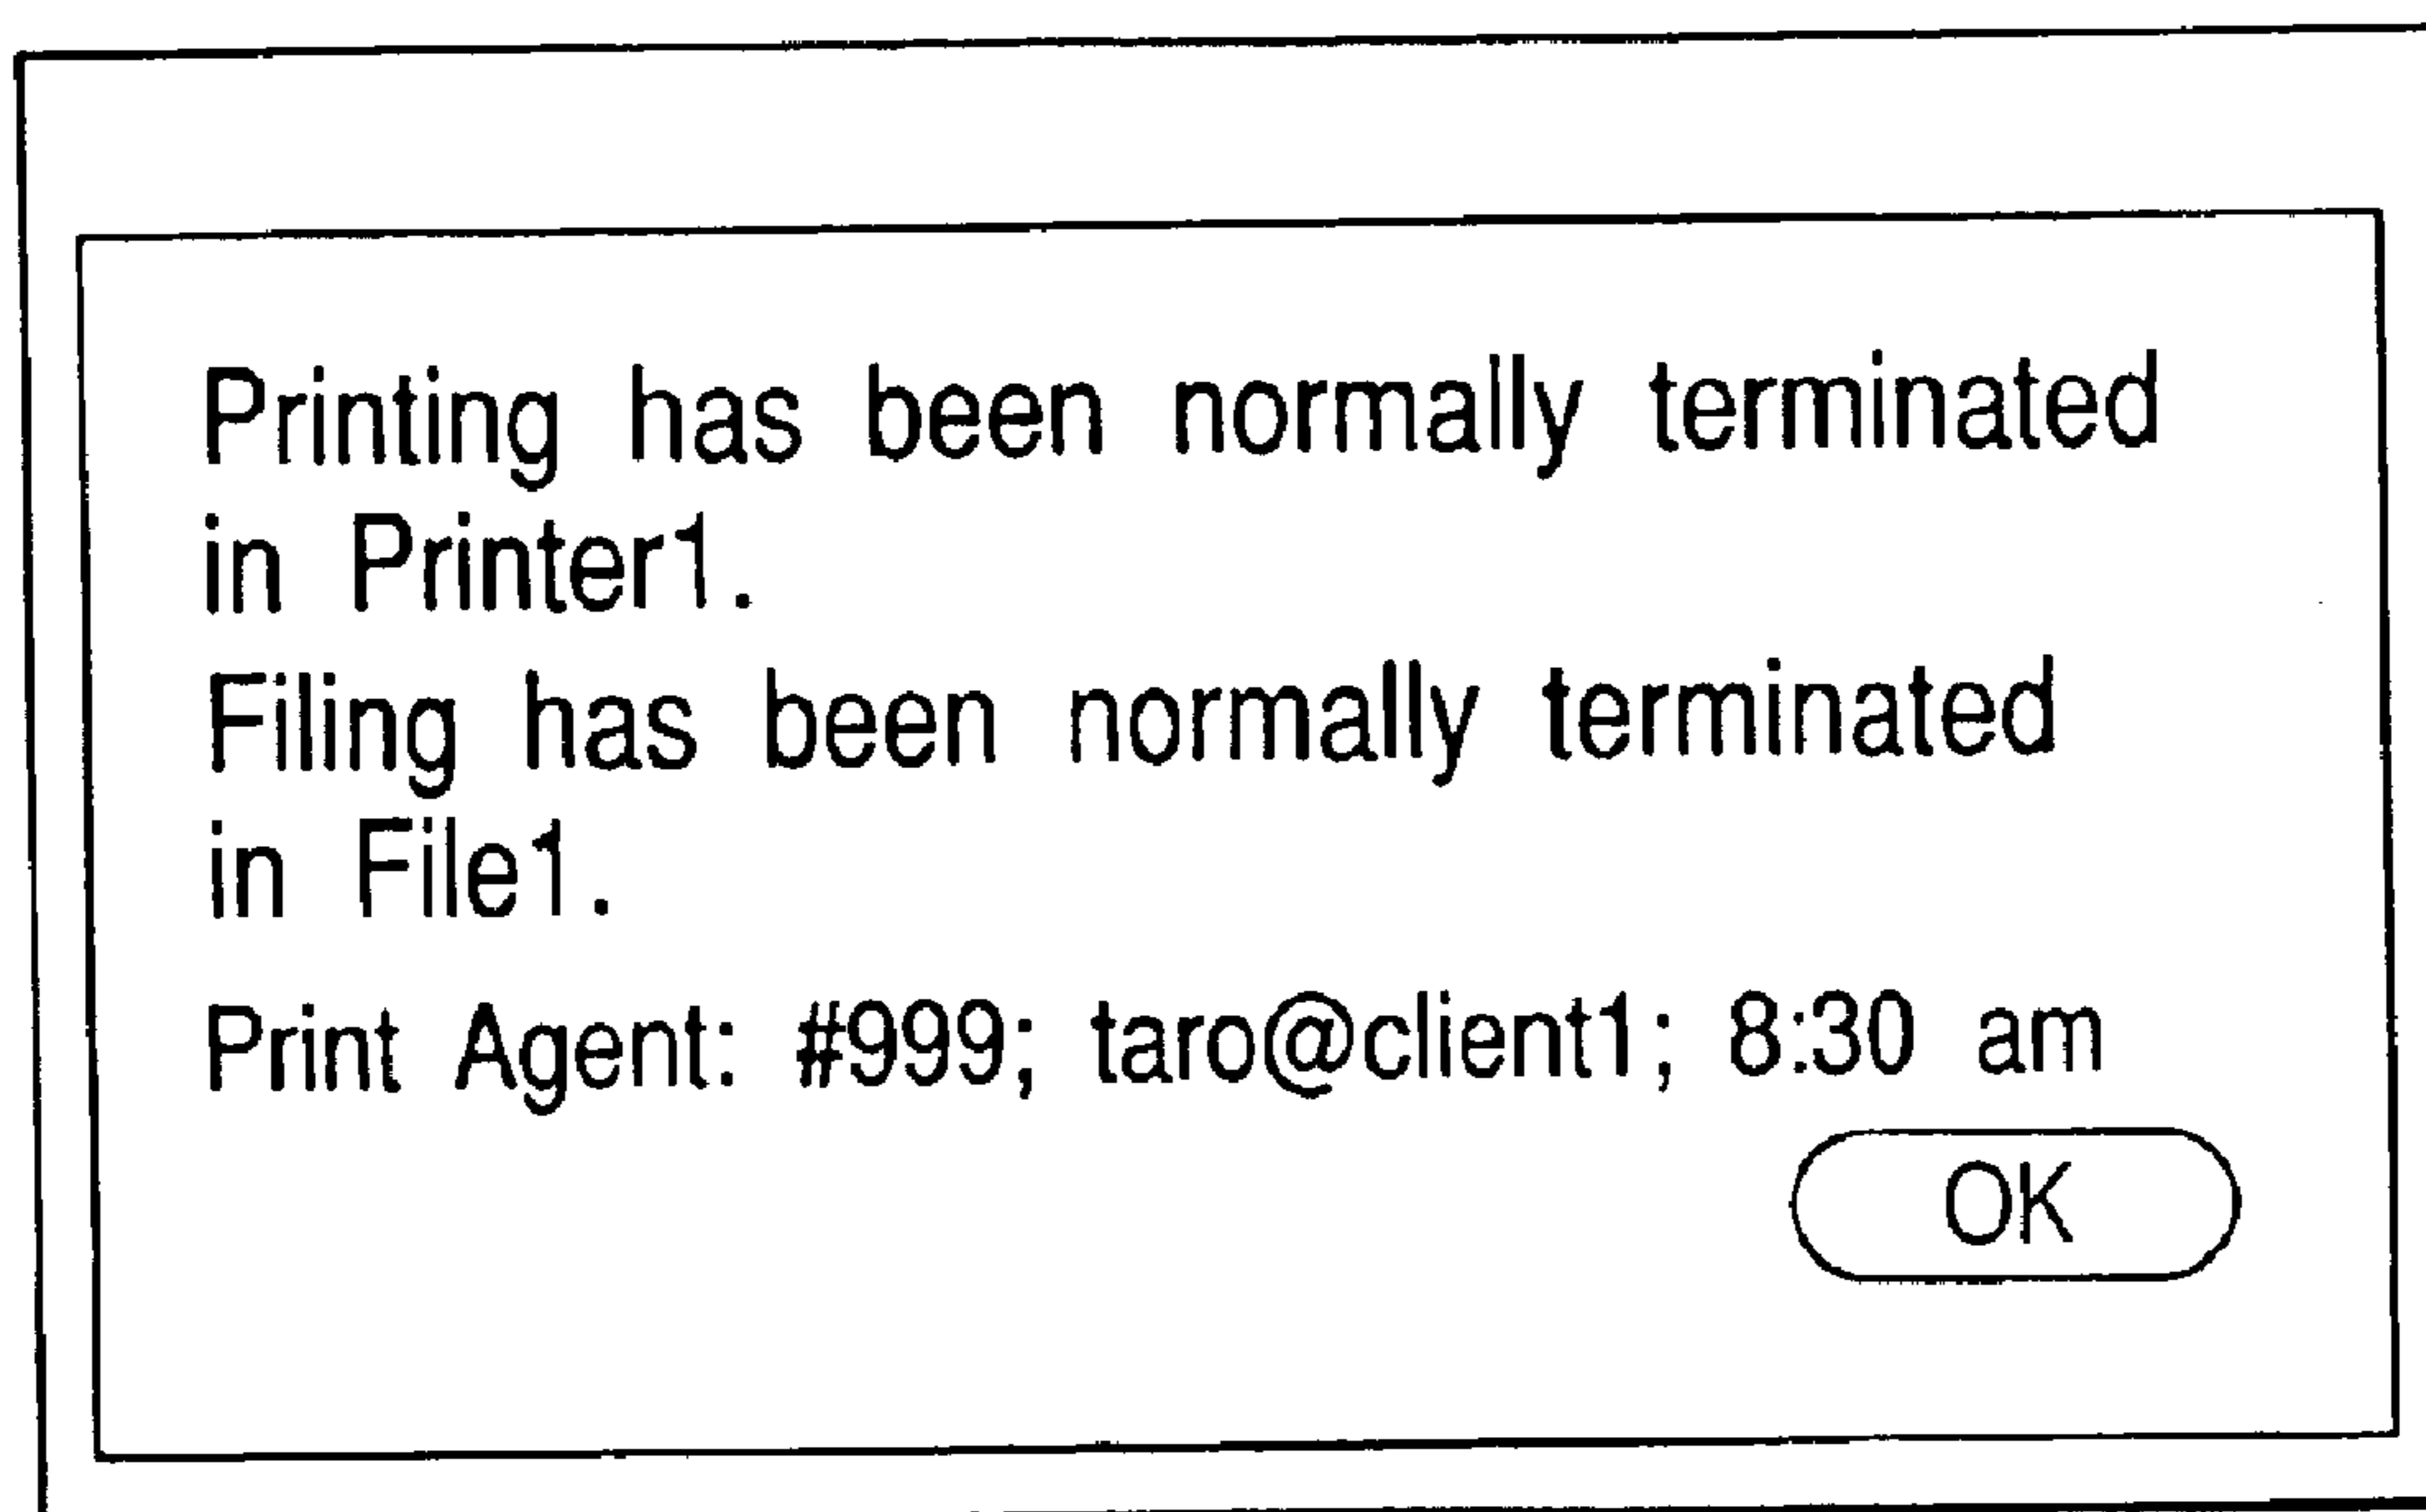 Printing has been normally terminated
in Printer1.
Filing has been normally terminated
in File1.
Print Agent: #999; taro@client1; 8:30 am
OK